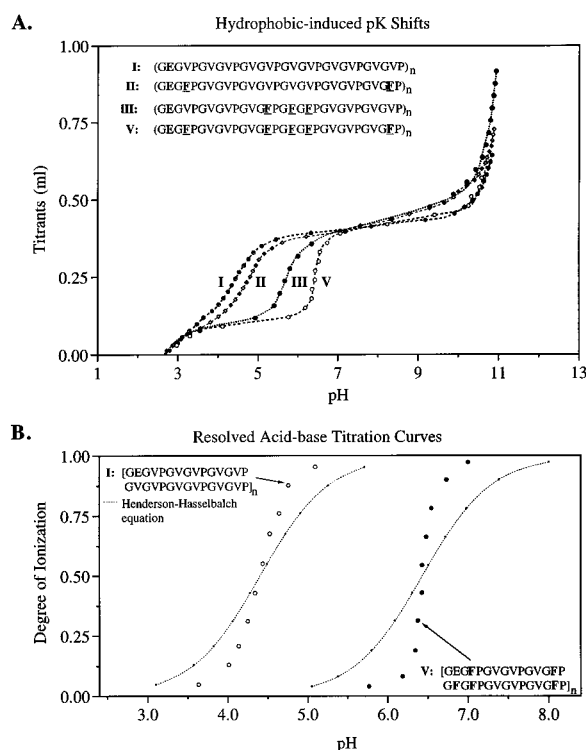 A.
Hydrophobic-induced pK Shifts
I: (GEGVPGVGVPGVGVPGVGVPGVGVPGVGVP)n
II: (GEGFPGVGVPGVGVPGVGVPGVGVPGVGFP)n
III: (GEGVPGVGVPGVGFPGFGFPGVGVPGVGVP)n
V: (GEGFPGVGVPGVGFPGFGFPGVGVPGVGFP)n
1.00
0.75
0.50
0.25
0.00
Titrants (ml)
I II III V
1 3 5 7 9 11 13
pH
B.
Resolved Acid-base Titration Curves
I: [GEGVPGVGVPGVGVP
GVGVPGVGVPGVGVP]n
Henderson-Hasselbalch
equation
1.00
0.75
0.50
0.25
0.00
Degree of Ionization
V: [GEGFPGVGVPGVGFP
GFGFPGVGVPGVGFP]n
3.0 4.0 5.0 6.0 7.0 8.0
pH